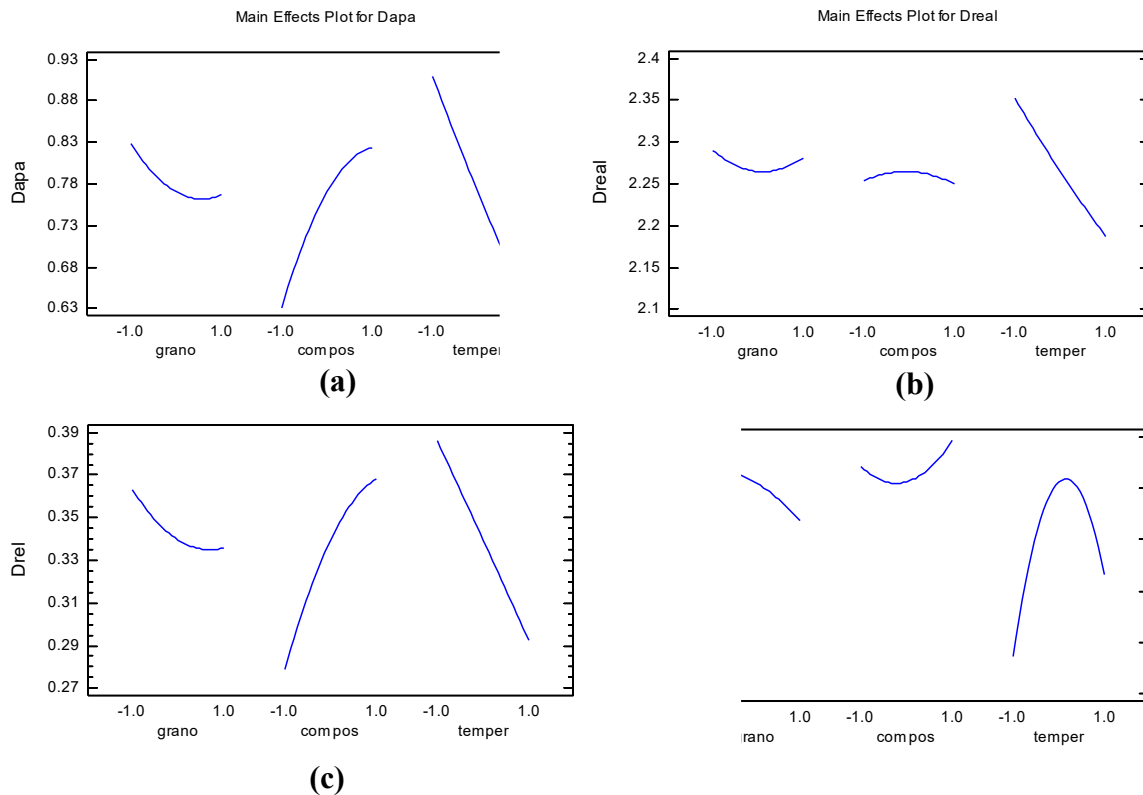 Main Effects Plot for Dapa
0.93
0.88
0.83
0.78
0.73
0.68
0.63
Dapa
-1.0 1.0 -1.0 1.0 -1.0
grano compos temper
(a)
Main Effects Plot for Dreal
2.4
2.35
2.3
2.25
2.2
2.15
2.1
Dreal
-1.0 1.0 -1.0 1.0 -1.0 1.0
grano compos temper
(b)
0.39
0.37
0.35
0.33
0.31
0.29
0.27
Drel
-1.0 1.0 -1.0 1.0 -1.0 1.0
grano compos temper
(c)
1.0 -1.0 1.0 -1.0 1.0
rano compos temper